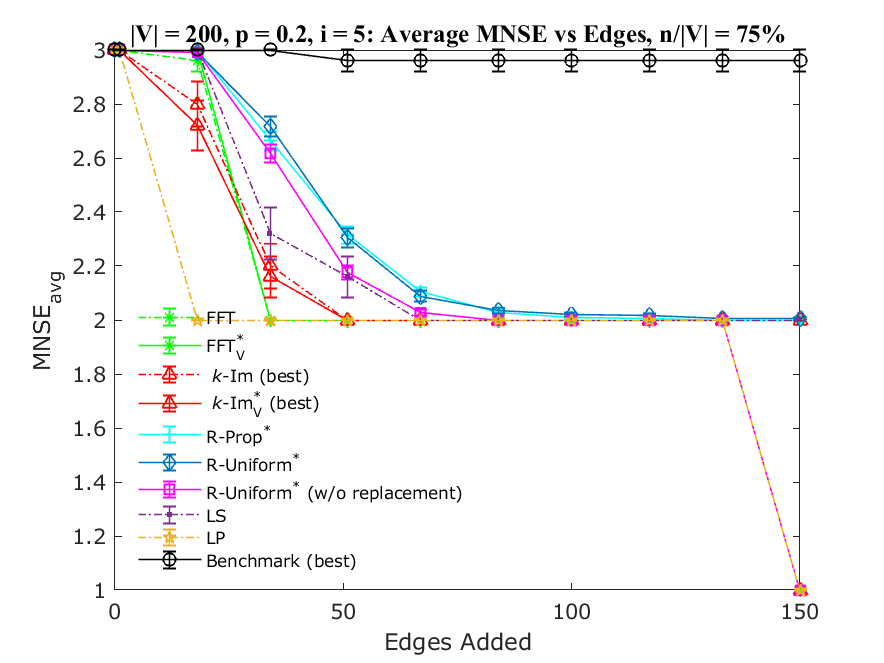 |V| = 200, p = 0.2, i = 5: Average MNSE vs Edges, n/|V| = 75%
3
2.8
2.6
2.4
2.2
2
1.8
1.6
1.4
1.2
1
MNSE_avg
FFT
FFT*_V
k-Im (best)
k-Im*_V (best)
R-Prop*
R-Uniform*
R-Uniform* (w/o replacement)
LS
LP
Benchmark (best)
0
50
100
150
Edges Added